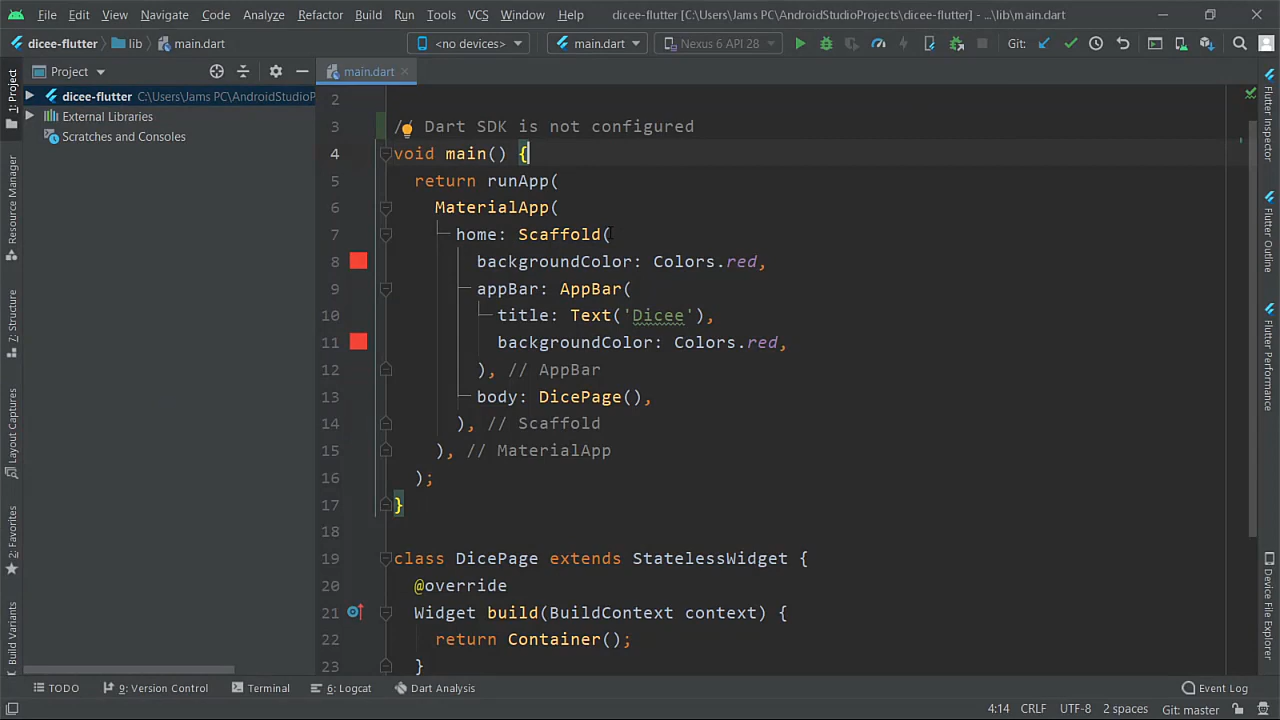 File Edit View Navigate Code Analyze Refactor Build Run Tools VCS Window Help dicee-flutter [C:\Users\Jams PC\AndroidStudioProjects\dicee-flutter] - ...\lib\main.dart
dicee-flutter lib main.dart <no devices> main.dart Nexus 6 API 28 Git:
1: Project
Resource Manager
7: Structure
Layout Captures
2: Favorites
Build Variants
Project
dicee-flutter C:\Users\Jams PC\AndroidStudioP
External Libraries
Scratches and Consoles
main.dart
2
3 // Dart SDK is not configured
4 void main() {
5 return runApp(
6 MaterialApp(
7 home: Scaffold(
8 backgroundColor: Colors.red,
9 appBar: AppBar(
10 title: Text('Dicee'),
11 backgroundColor: Colors.red,
12 ), // AppBar
13 body: DicePage(),
14 ), // Scaffold
15 ), // MaterialApp
16 );
17 }
18
19 class DicePage extends StatelessWidget {
20 @override
21 Widget build(BuildContext context) {
22 return Container();
23 }
Flutter Inspector
Flutter Outline
Flutter Performance
Device File Explorer
TODO 9: Version Control Terminal 6: Logcat Dart Analysis Event Log
4:14 CRLF UTF-8 2 spaces Git: master